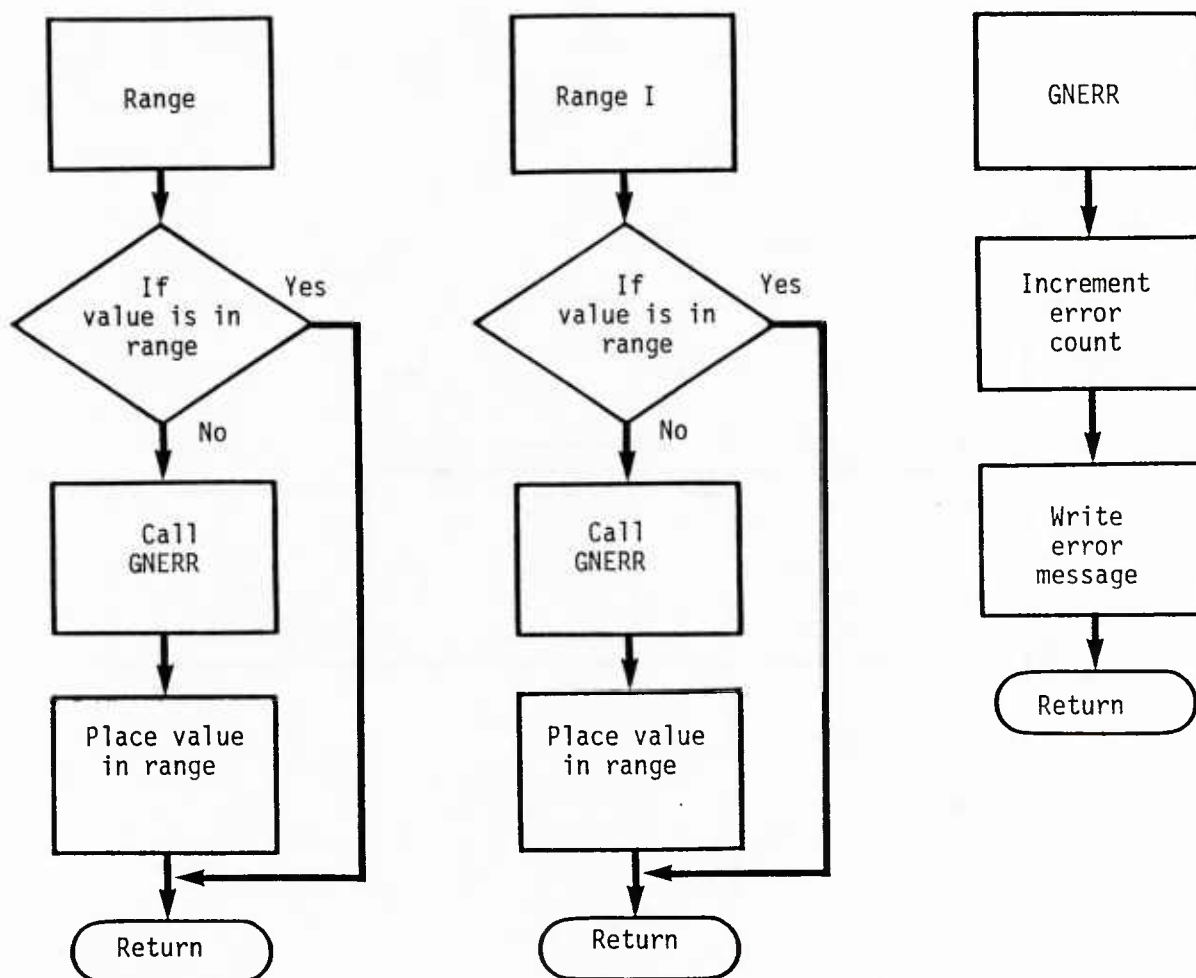 Range
If
value is in
range
Yes
No
Call
GNERR
Place value
in range
Return
Range I
If
value is in
range
Yes
No
Call
GNERR
Place value
in range
Return
GNERR
Increment
error
count
Write
error
message
Return